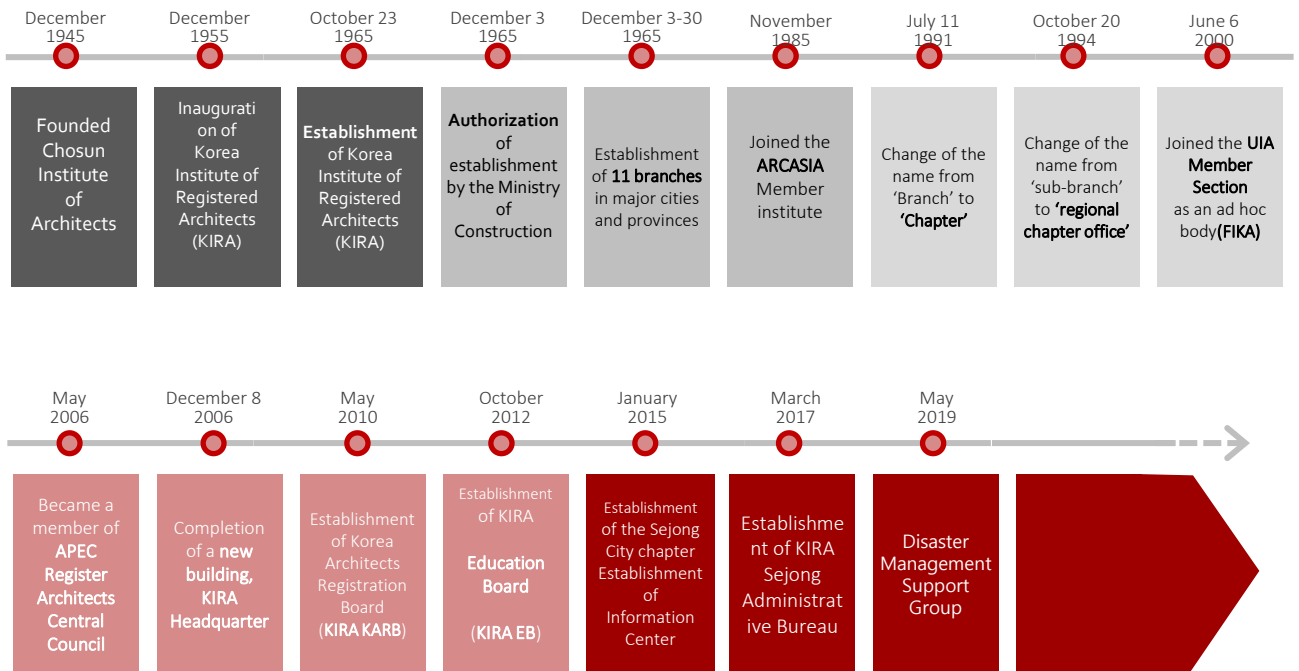 December
1945
December
1955
October 23
1965
December 3
1965
December 3-30
1965
November
1985
July 11
1991
October 20
1994
June 6
2000
Founded
Chosun
Institute
of
Architects
Inaugurati
on of
Korea
Institute of
Registered
Architects
(KIRA)
Establishment
of Korea
Institute of
Registered
Architects
(KIRA)
Authorization
of
establishment
by the Ministry
of
Construction
Establishment
of 11 branches
in major cities
and provinces
Joined the
ARCASIA
Member
institute
Change of the
name from
‘Branch’ to
‘Chapter’
Change of the
name from
‘sub-branch’
to ‘regional
chapter office’
Joined the UIA
Member
Section
as an ad hoc
body(FIKA)
May
2006
December 8
2006
May
2010
October
2012
January
2015
March
2017
May
2019
Became a
member of
APEC
Register
Architects
Central
Council
Completion
of a new
building,
KIRA
Headquarter
Establishment
of Korea
Architects
Registration
Board
(KIRA KARB)
Establishment
of KIRA
Education
Board
(KIRA EB)
Establishment
of the Sejong
City chapter
Establishment
of
Information
Center
Establishme
nt of KIRA
Sejong
Administrat
ive Bureau
Disaster
Management
Support
Group